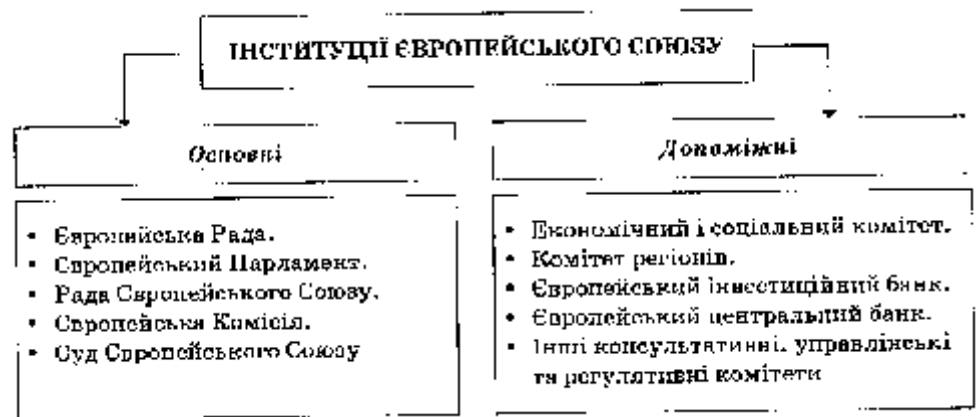 ІНСТИТУЦІЇ ЄВРОПЕЙСЬКОГО СОЮЗУ
Основні
Допоміжні
• Європейська Рада.
• Європейський Парламент.
• Рада Європейського Союзу.
• Європейська Комісія.
• Суд Європейського Союзу
• Економічний і соціальний комітет.
• Комітет регіонів.
• Європейський інвестиційний банк.
• Європейський центральний банк.
• Інші консультативні, управлінські
та регулятивні комітети